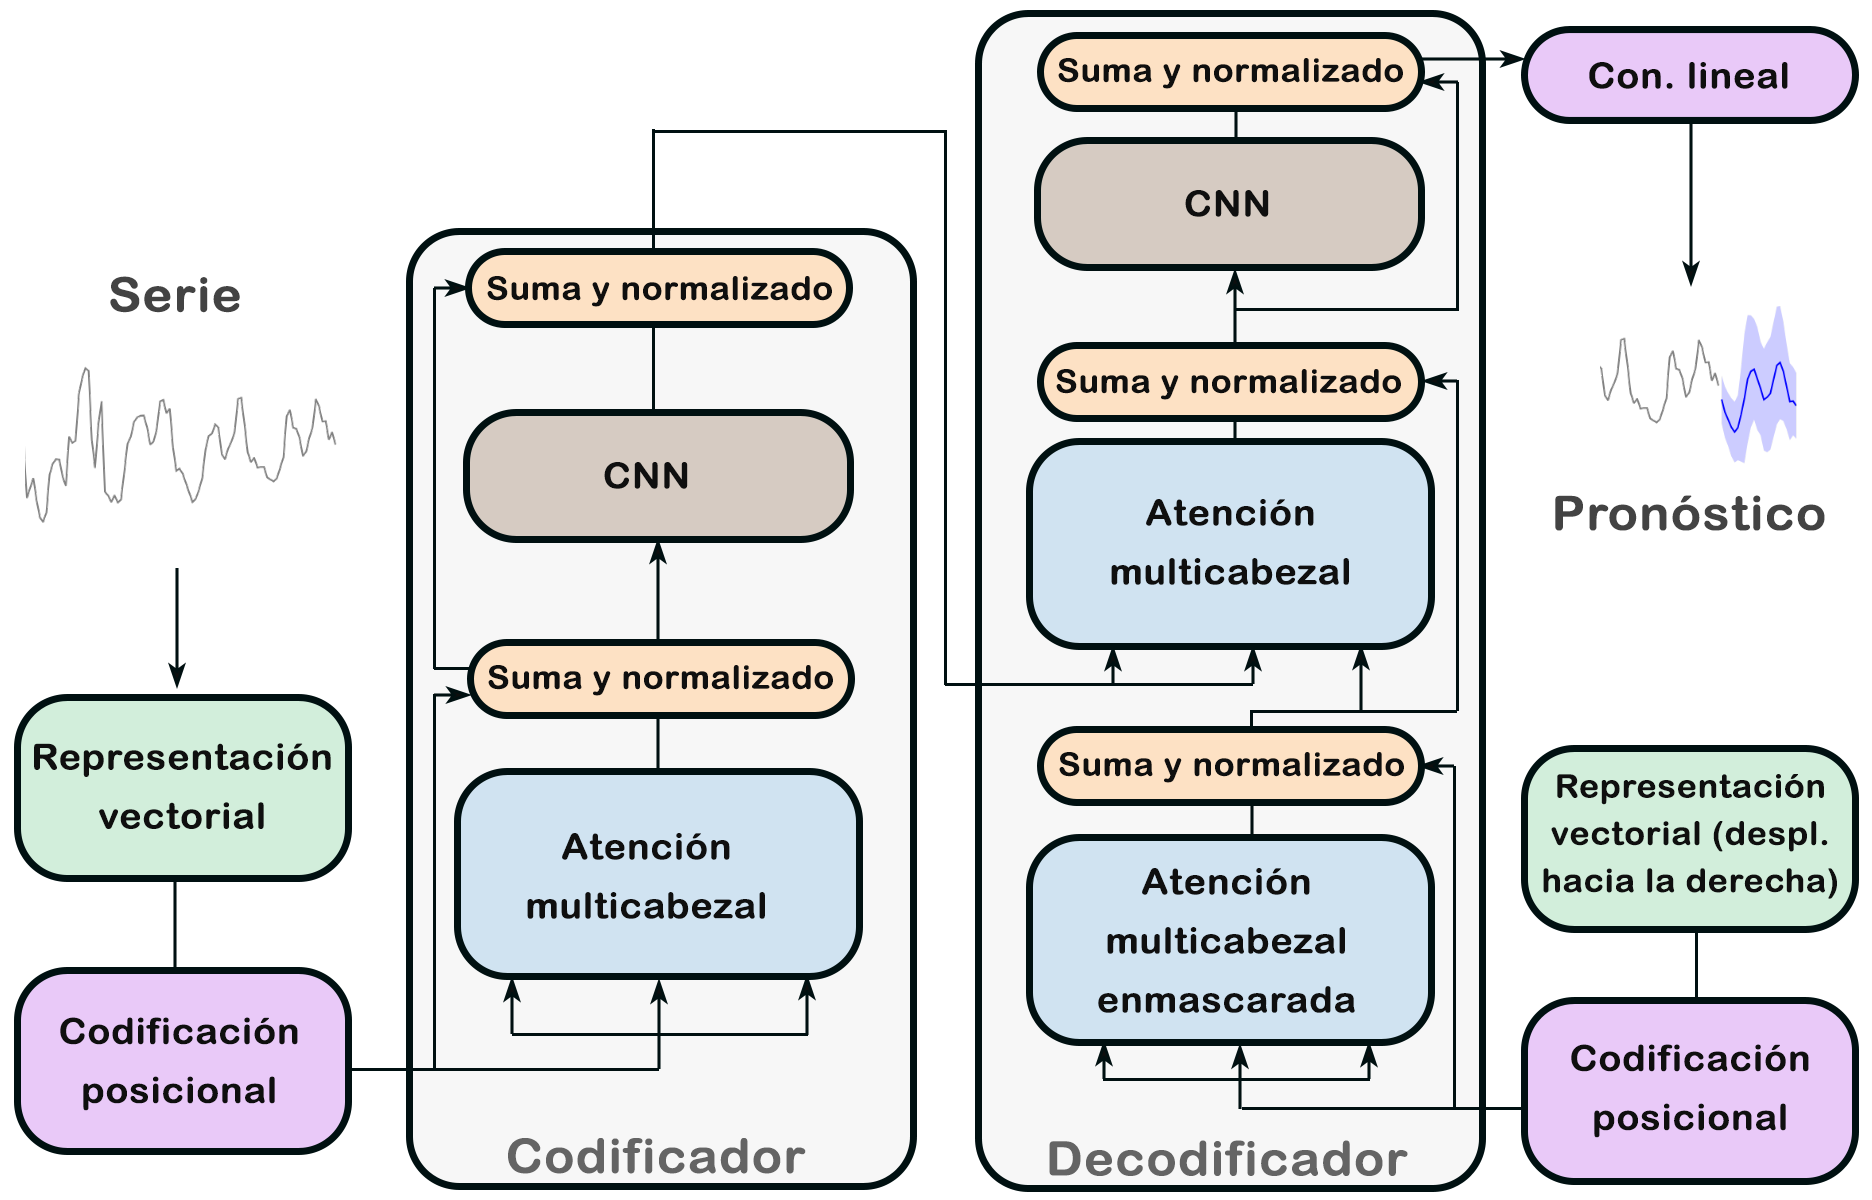 Serie
Representación
vectorial
Codificación
posicional
Suma y normalizado
CNN
Suma y normalizado
Atención
multicabezal
Codificador
Suma y normalizado
CNN
Suma y normalizado
Atención
multicabezal
Suma y normalizado
Atención
multicabezal
enmascarada
Decodificador
Con. lineal
Pronóstico
Representación
vectorial (despl.
hacia la derecha)
Codificación
posicional